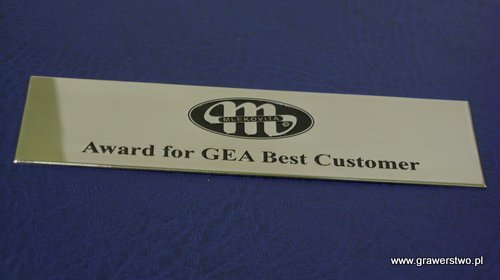 MLEKOVITA
®
Award for GEA Best Customer
www.grawerstwo.pl